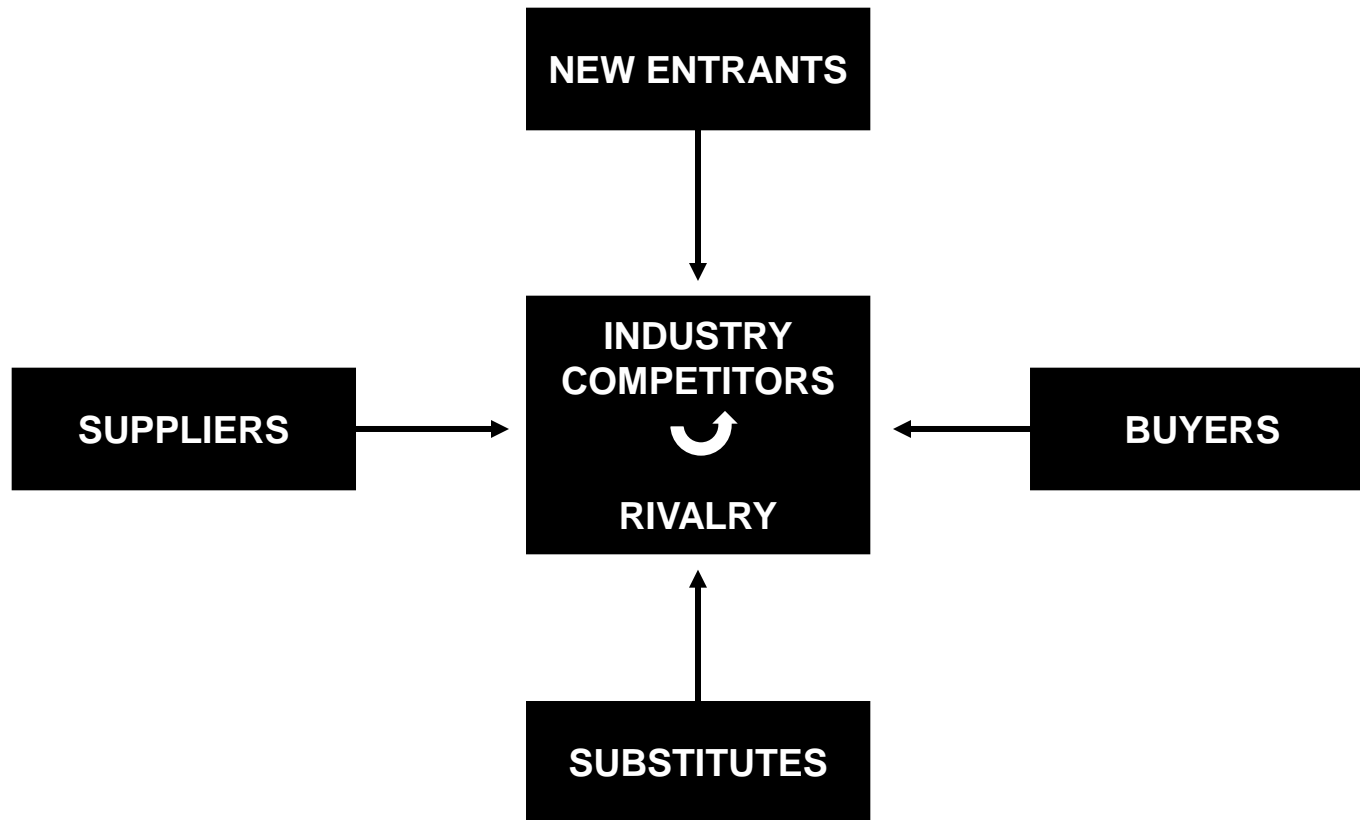 NEW ENTRANTS
INDUSTRY
COMPETITORS
SUPPLIERS
BUYERS
RIVALRY
SUBSTITUTES